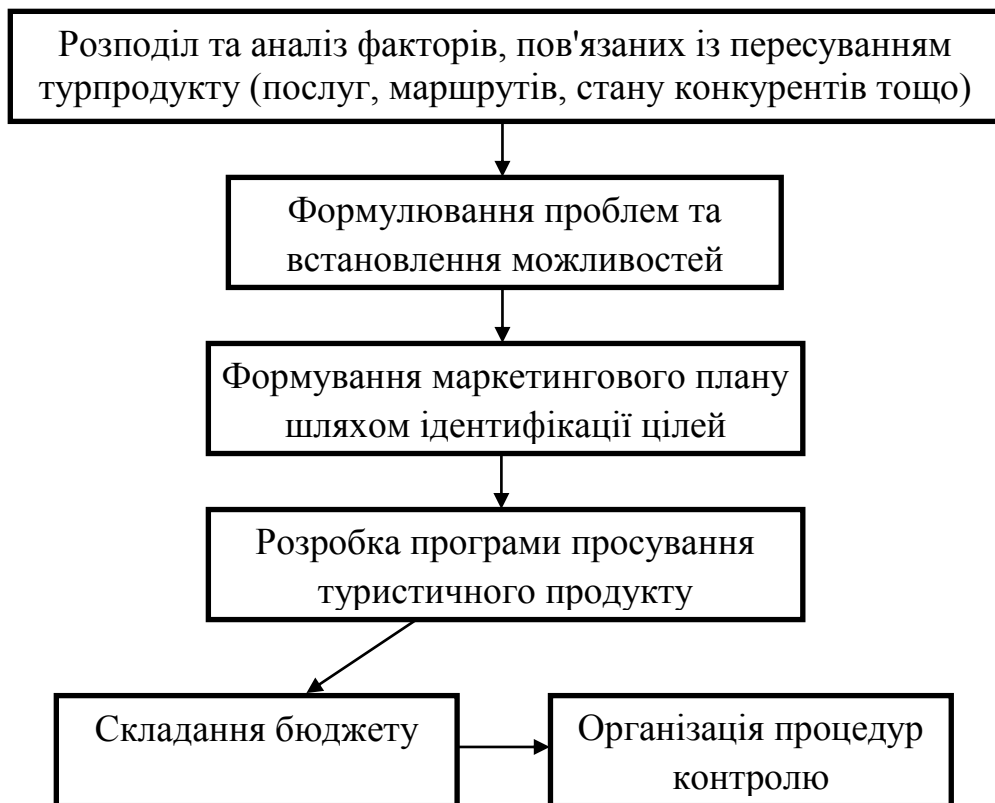 Розподіл та аналіз факторів, пов'язаних із пересуванням
турпродукту (послуг, маршрутів, стану конкурентів тощо)
Формулювання проблем та
встановлення можливостей
Формування маркетингового плану
шляхом ідентифікації цілей
Розробка програми просування
туристичного продукту
Складання бюджету
Організація процедур
контролю